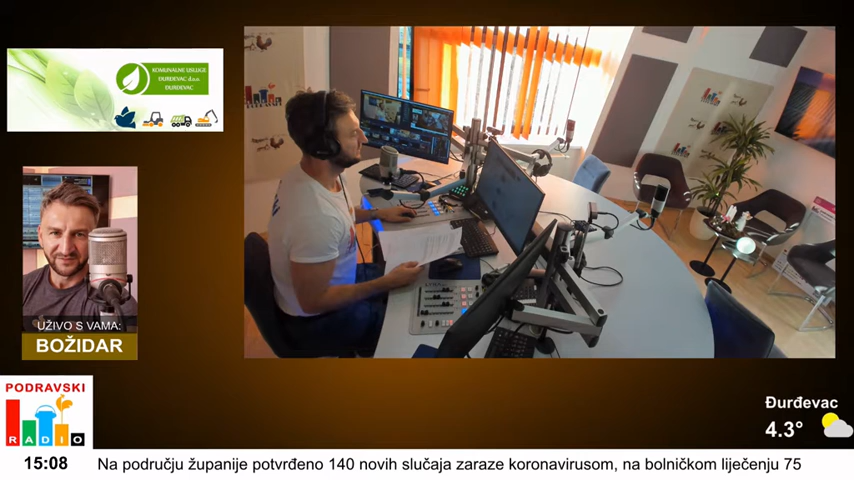 KOMUNALNE USLUGE
ĐURĐEVAC d.o.o.
ĐURĐEVAC
UŽIVO S VAMA:
BOŽIDAR
PODRAVSKI
RADIO
Đurđevac
4.3°
15:08
Na području županije potvrđeno 140 novih slučaja zaraze koronavirusom, na bolničkom liječenju 75